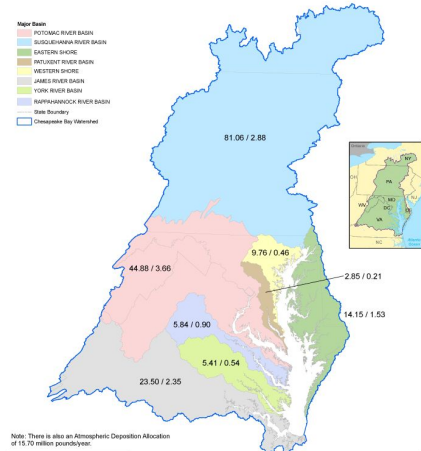 Major Basin
POTOMAC RIVER BASIN
SUSQUEHANNA RIVER BASIN
EASTERN SHORE
PATUXENT RIVER BASIN
WESTERN SHORE
JAMES RIVER BASIN
YORK RIVER BASIN
RAPPAHANNOCK RIVER BASIN
State Boundary
Chesapeake Bay Watershed
81.06 / 2.88
NY
OH
PA
NJ
MD
WV
DC
DE
VA
NC
9.76 / 0.46
44.88 / 3.66
2.85 / 0.21
14.15 / 1.53
5.84 / 0.90
5.41 / 0.54
23.50 / 2.35
Note: There is also an Atmospheric Deposition Allocation
of 15.70 million pounds/year.